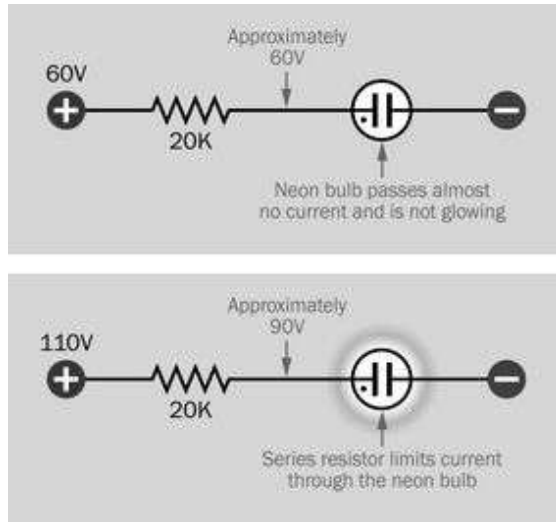 Approximately
60V
60V
+
20K
−
Neon bulb passes almost
no current and is not glowing
Approximately
90V
110V
+
20K
−
Series resistor limits current
through the neon bulb